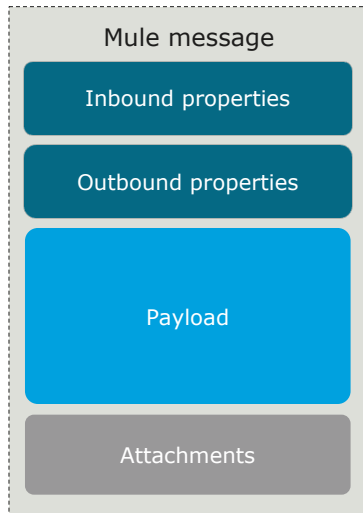 Mule message
Inbound properties
Outbound properties
Payload
Attachments